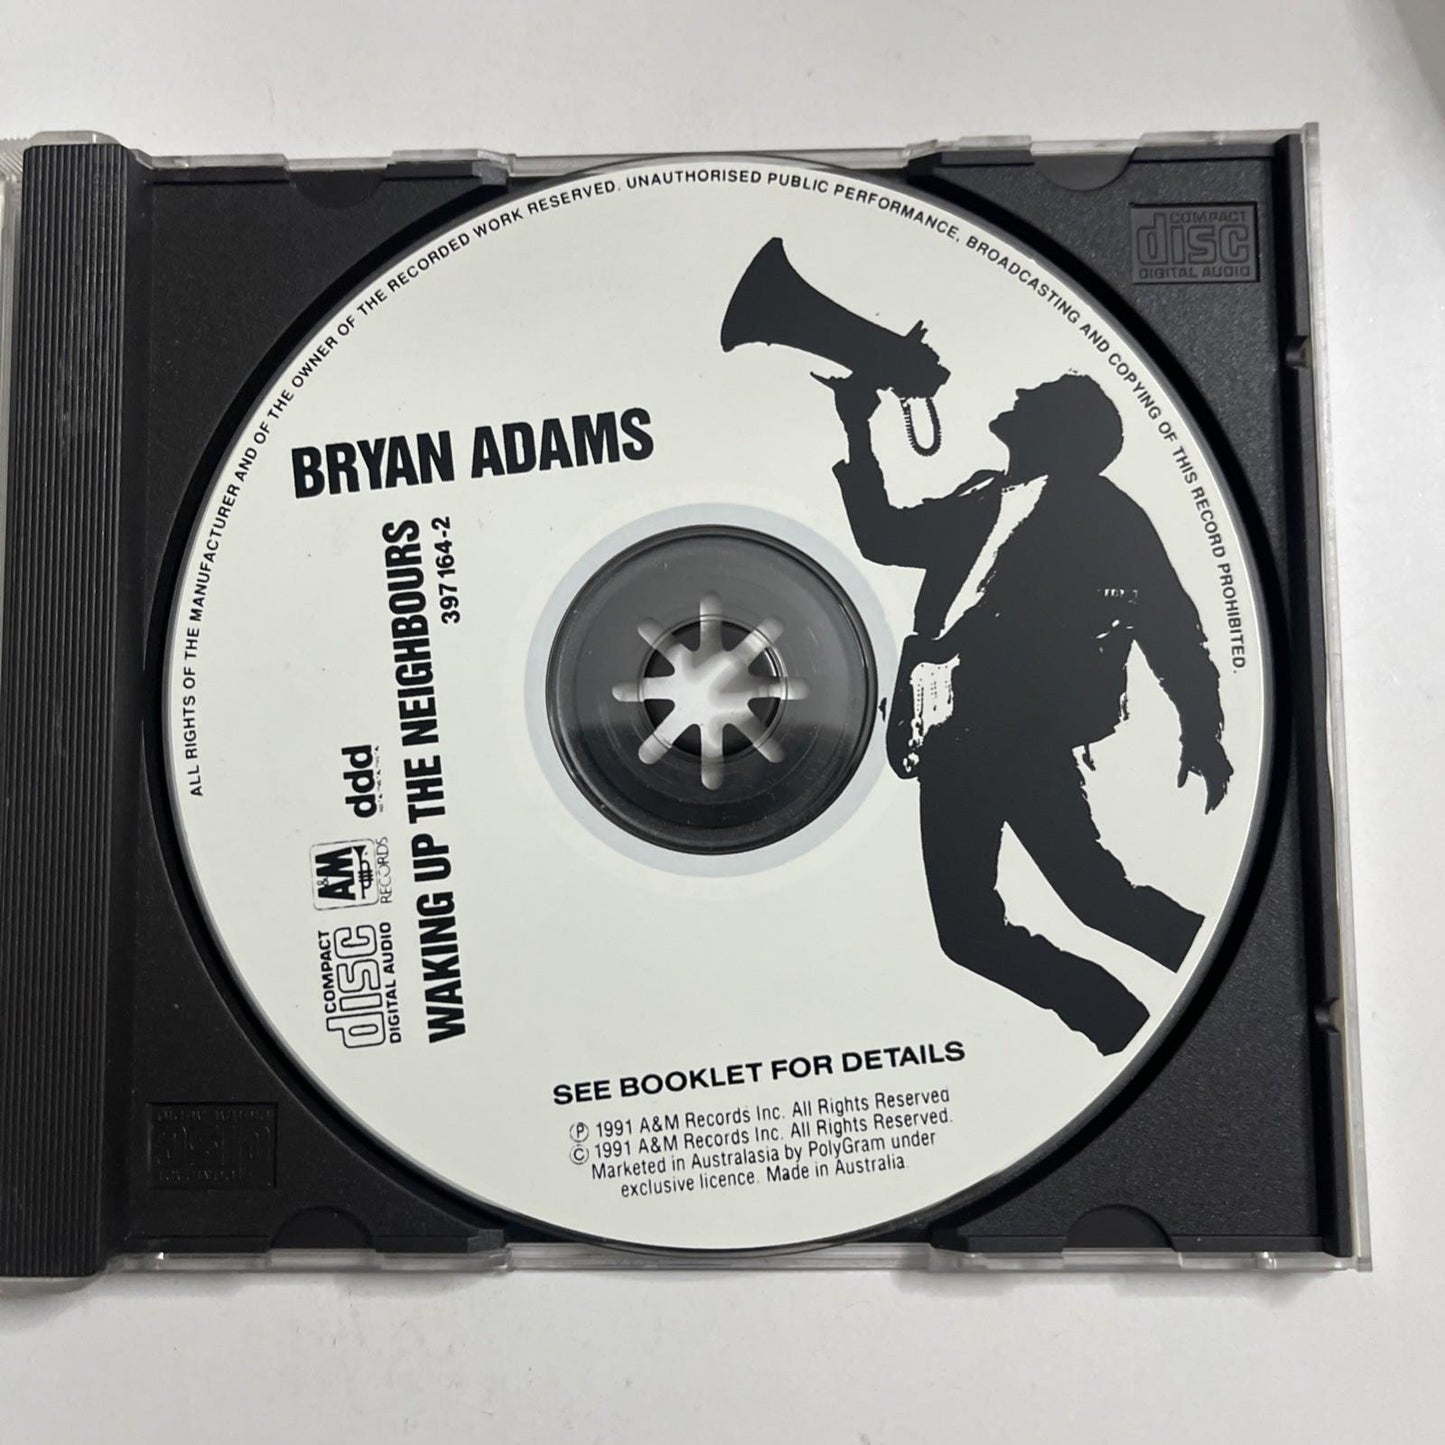 ALL RIGHTS OF THE MANUFACTURER AND OF THE OWNER OF THE RECORDED WORK RESERVED. UNAUTHORISED PUBLIC PERFORMANCE, BROADCASTING AND COPYING OF THIS RECORD PROHIBITED.
COMPACT
disc
DIGITAL AUDIO
BRYAN ADAMS
WAKING UP THE NEIGHBOURS
397 164-2
ddd
A&M
RECORDS
COMPACT
disc
DIGITAL AUDIO
SEE BOOKLET FOR DETAILS
℗ 1991 A&M Records Inc. All Rights Reserved
© 1991 A&M Records Inc. All Rights Reserved.
Marketed in Australasia by PolyGram under
exclusive licence. Made in Australia.